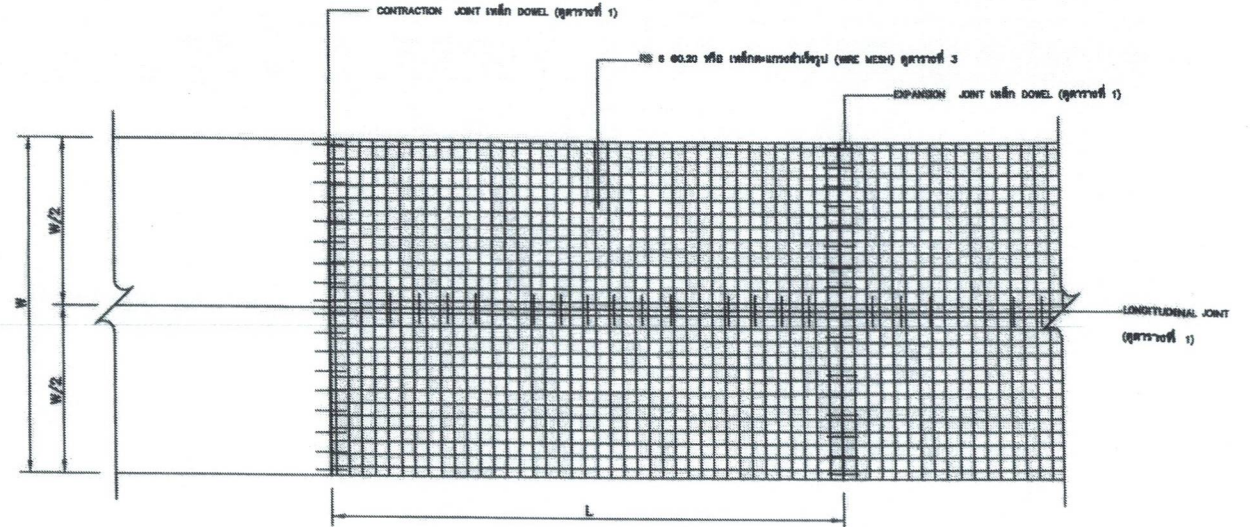 CONTRACTION JOINT เหล็ก DOWEL (ดูตารางที่ 1)
RB 6 @0.20 หรือ เหล็กตะแกรงสำเร็จรูป (WIRE MESH) ดูตารางที่ 3
EXPANSION JOINT เหล็ก DOWEL (ดูตารางที่ 1)
W/2
W
W/2
LONGITUDINAL JOINT
(ดูตารางที่ 1)
L